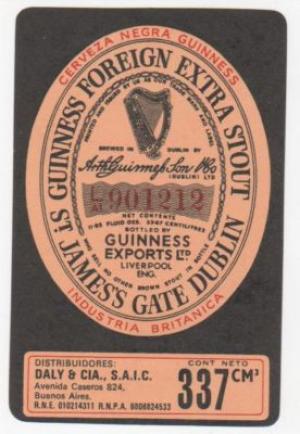 CERVEZA NEGRA GUINNESS
GUINNESS FOREIGN EXTRA STOUT
BREWED IN DUBLIN BY
Arth Guinness Son & Co
(DUBLIN) LTD
901212
NET CONTENTS
BOTTLED BY
GUINNESS
EXPORTS LTD
LIVERPOOL
ENG.
ST JAMES'S GATE DUBLIN
INDUSTRIA BRITANICA
DISTRIBUIDORES:
DALY & CIA., S.A.I.C.
Avenida Caseros 824,
Buenos Aires.
R.N.E. 010214311 R.N.P.A. 8006024533
CONT NETO
337 CM³